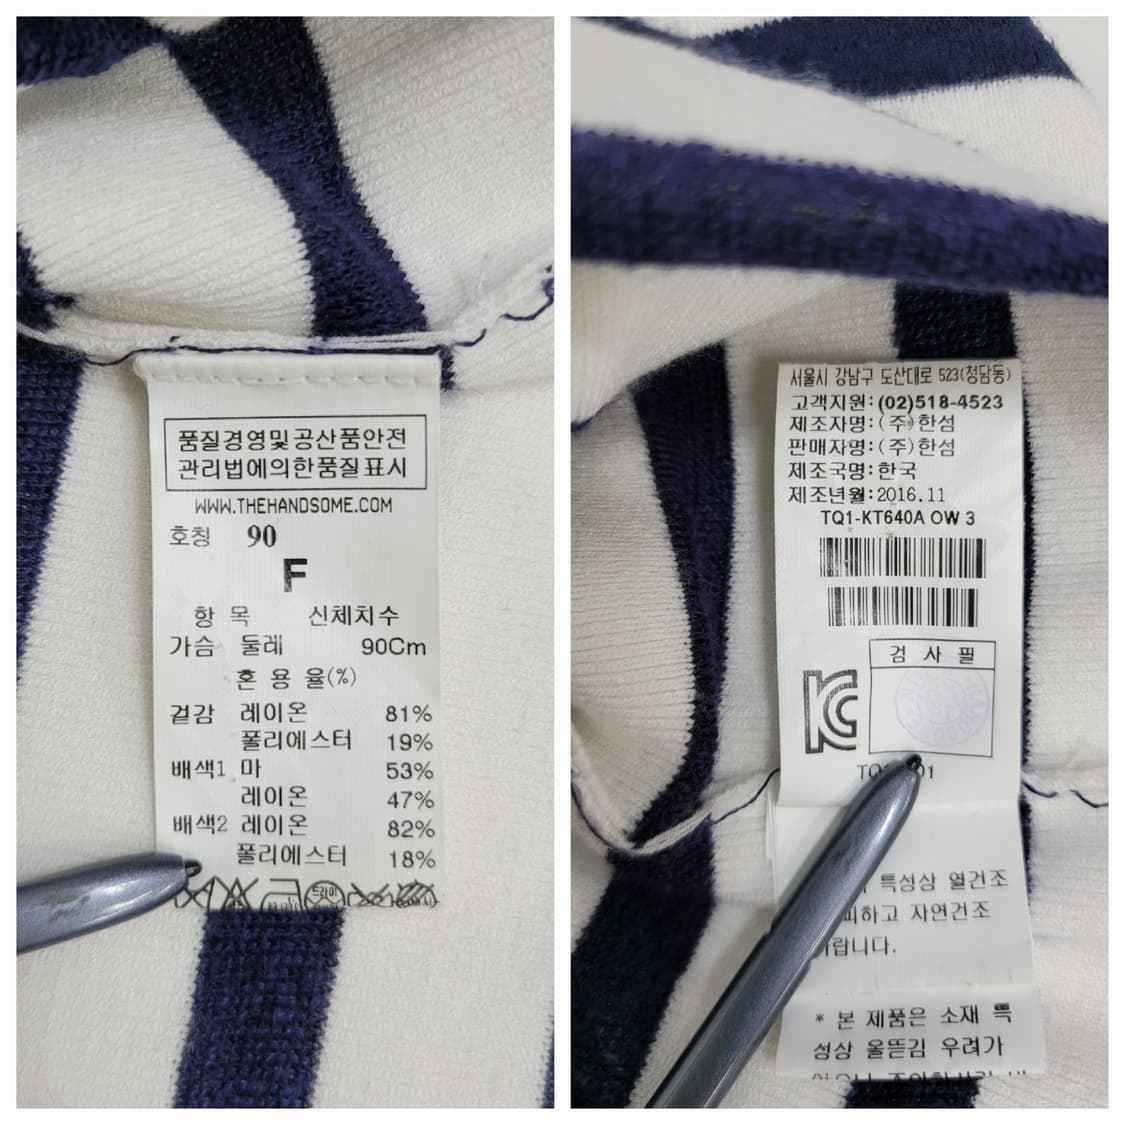 품질경영및공산품안전
관리법에의한품질표시
WWW.THEHANDSOME.COM
호칭 90
F
항 목 신체치수
가슴 둘레 90Cm
혼 용 율(%)
겉감 레이온 81%
폴리에스터 19%
배색1 마 53%
레이온 47%
배색2 레이온 82%
폴리에스터 18%
드라이
서울시 강남구 도산대로 523(청담동)
고객지원:(02)518-4523
제조자명:(주)한섬
판매자명:(주)한섬
제조국명:한국
제조년월:2016.11
TQ1-KT640A OW 3
검 사 필
특성상 열건조
피하고 자연건조
바랍니다.
* 본 제품은 소재 특
성상 올뜯김 우려가